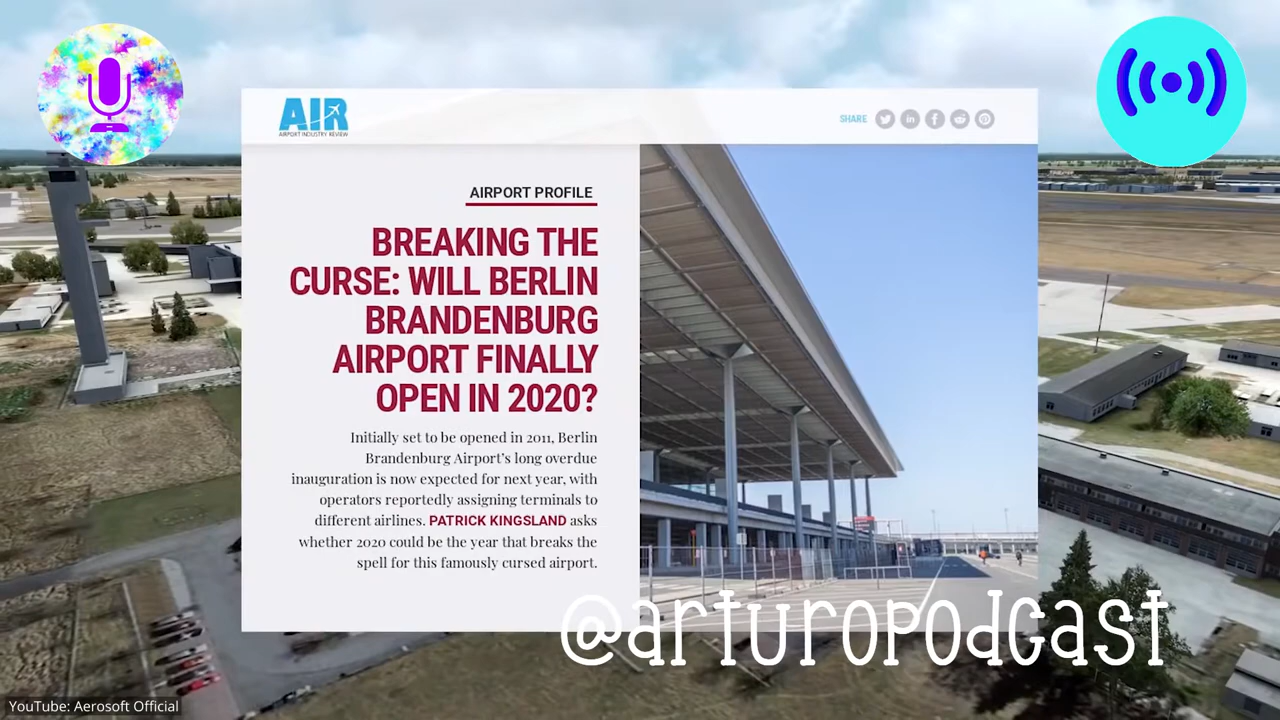 AIR
AIRPORT INDUSTRY REVIEW
SHARE
AIRPORT PROFILE
BREAKING THE
CURSE: WILL BERLIN
BRANDENBURG
AIRPORT FINALLY
OPEN IN 2020?
Initially set to be opened in 2011, Berlin
Brandenburg Airport’s long overdue
inauguration is now expected for next year, with
operators reportedly assigning terminals to
different airlines. PATRICK KINGSLAND asks
whether 2020 could be the year that breaks the
spell for this famously cursed airport.
@arturopodcast
YouTube: Aerosoft Official